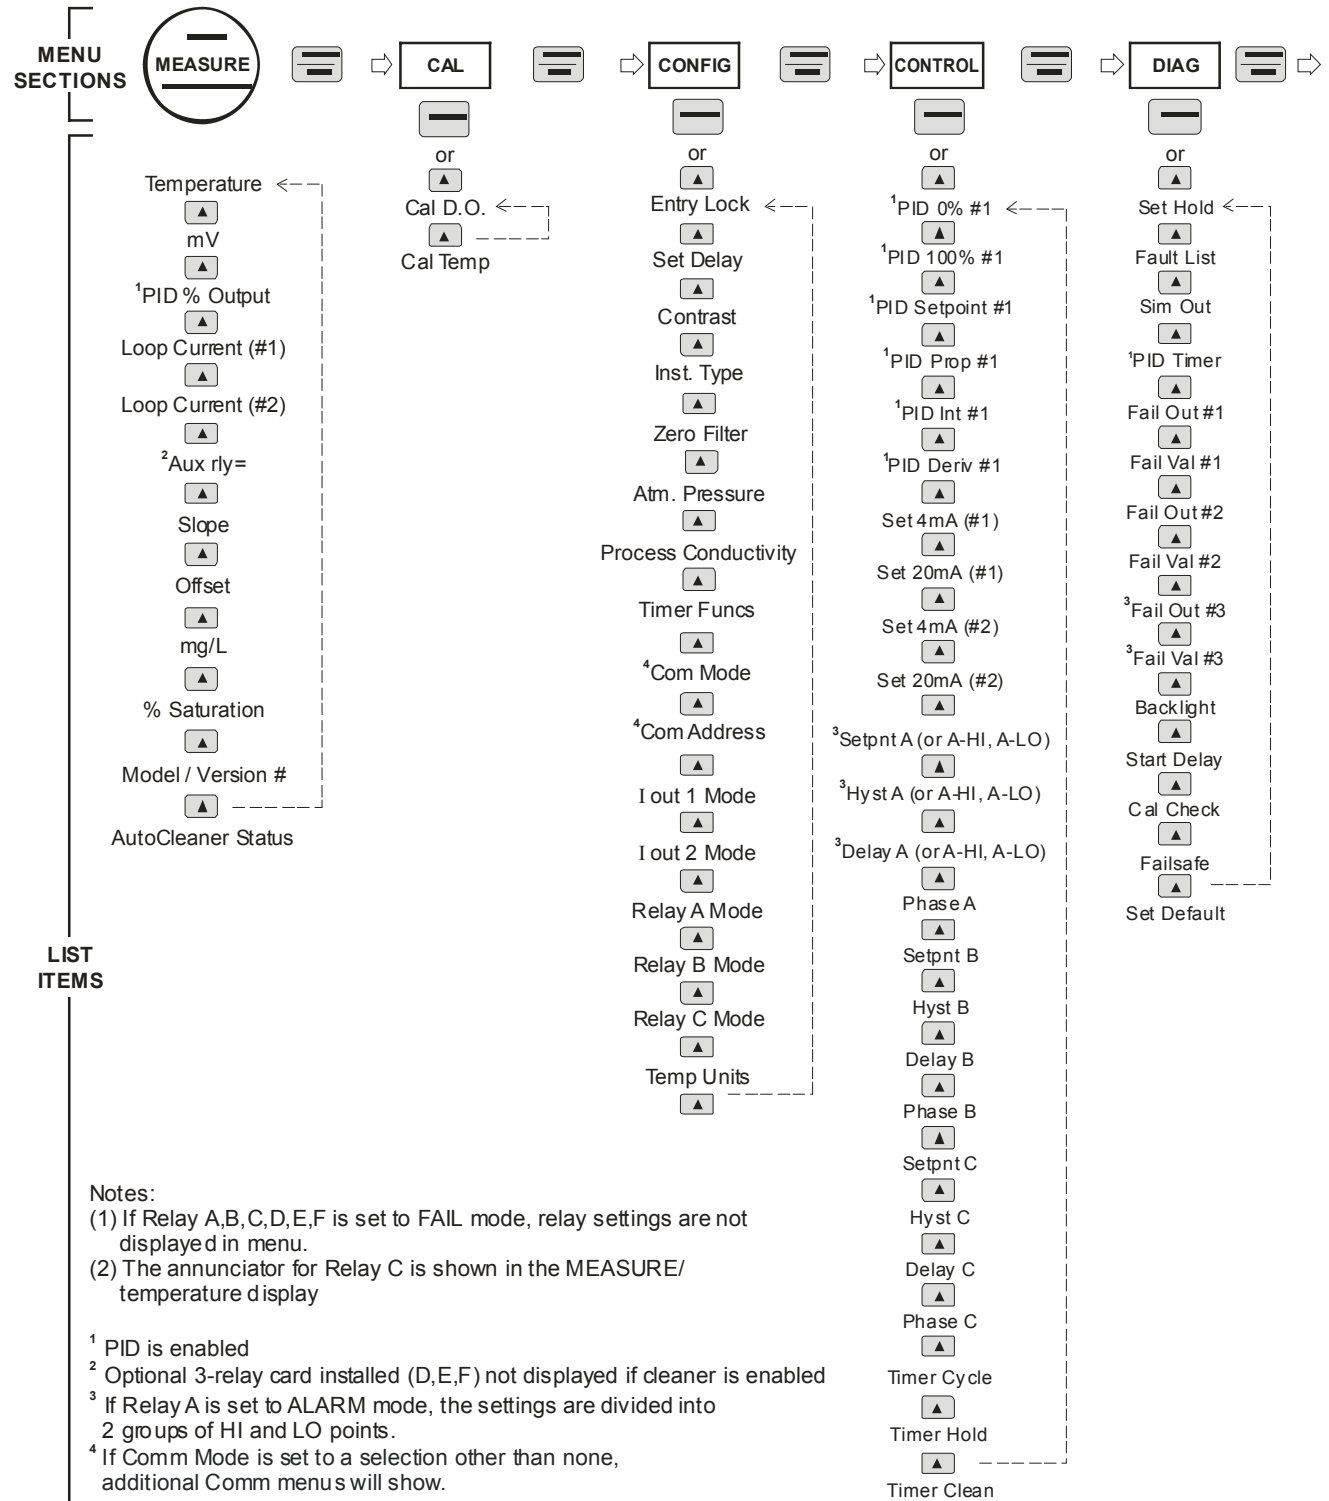 MENU
SECTIONS
MEASURE
CAL
CONFIG
CONTROL
DIAG
Temperature
mV
¹PID % Output
Loop Current (#1)
Loop Current (#2)
²Aux rly=
Slope
Offset
mg/L
% Saturation
Model / Version #
AutoCleaner Status
or
Cal D.O.
Cal Temp
or
Entry Lock
Set Delay
Contrast
Inst. Type
Zero Filter
Atm. Pressure
Process Conductivity
Timer Funcs
⁴Com Mode
⁴Com Address
I out 1 Mode
I out 2 Mode
Relay A Mode
Relay B Mode
Relay C Mode
Temp Units
or
¹PID 0% #1
¹PID 100% #1
¹PID Setpoint #1
¹PID Prop #1
¹PID Int #1
¹PID Deriv #1
Set 4mA (#1)
Set 20mA (#1)
Set 4mA (#2)
Set 20mA (#2)
³Setpnt A (or A-HI, A-LO)
³Hyst A (or A-HI, A-LO)
³Delay A (or A-HI, A-LO)
Phase A
Setpnt B
Hyst B
Delay B
Phase B
Setpnt C
Hyst C
Delay C
Phase C
Timer Cycle
Timer Hold
Timer Clean
or
Set Hold
Fault List
Sim Out
¹PID Timer
Fail Out #1
Fail Val #1
Fail Out #2
Fail Val #2
³Fail Out #3
³Fail Val #3
Backlight
Start Delay
Cal Check
Failsafe
Set Default
LIST
ITEMS
Notes:
(1) If Relay A,B,C,D,E,F is set to FAIL mode, relay settings are not
displayed in menu.
(2) The annunciator for Relay C is shown in the MEASURE/
temperature display
¹ PID is enabled
² Optional 3-relay card installed (D,E,F) not displayed if cleaner is enabled
³ If Relay A is set to ALARM mode, the settings are divided into
2 groups of HI and LO points.
⁴ If Comm Mode is set to a selection other than none,
additional Comm menus will show.